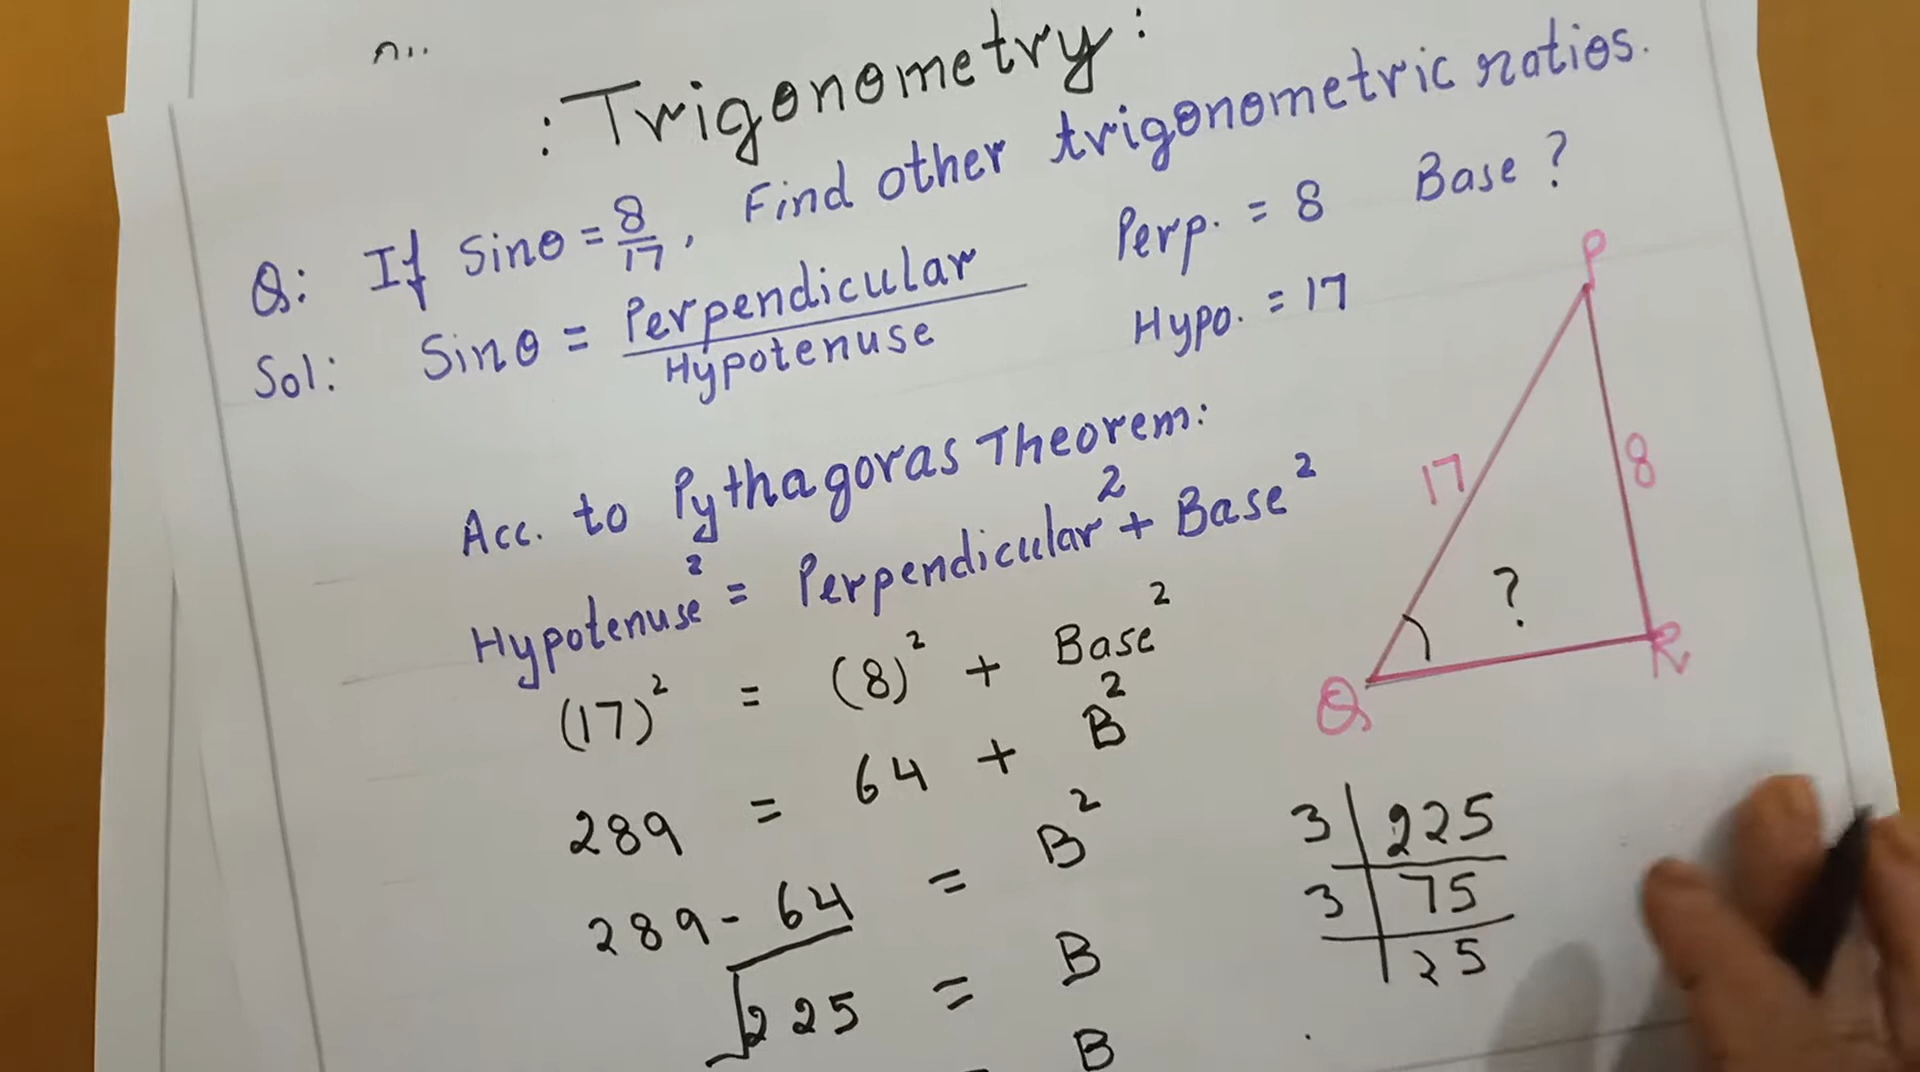 : Trigonometry :
Q: If Sinθ = 8/17, Find other trigonometric ratios.
Sol: Sinθ = Perpendicular/Hypotenuse
Perp. = 8 Base ?
Hypo. = 17
Acc. to Pythagoras Theorem:
Hypotenuse² = Perpendicular² + Base²
(17)² = (8)² + Base²
289 = 64 + B²
289 - 64 = B²
√225 = B
= B
P
17
8
?
Q
R
3 | 225
3 | 75
25